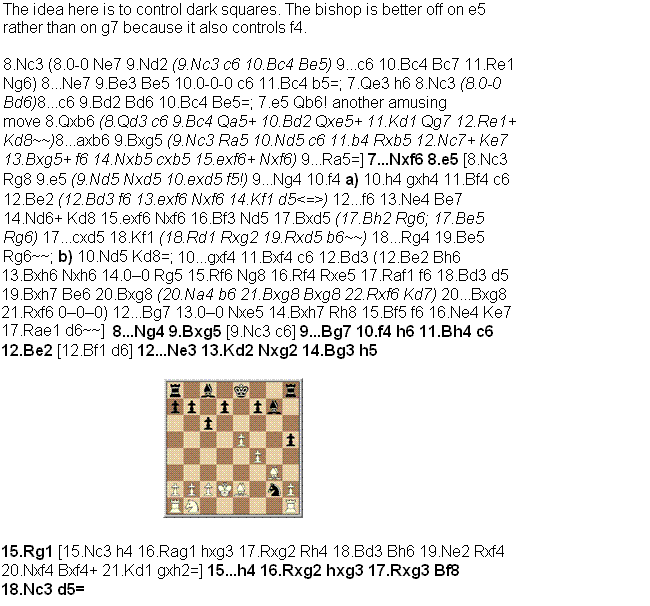 The idea here is to control dark squares. The bishop is better off on e5
rather than on g7 because it also controls f4.
8.Nc3 (8.0-0 Ne7 9.Nd2 (9.Nc3 c6 10.Bc4 Be5) 9...c6 10.Bc4 Bc7 11.Re1
Ng6) 8...Ne7 9.Be3 Be5 10.0-0-0 c6 11.Bc4 b5=; 7.Qe3 h6 8.Nc3 (8.0-0
Bd6)8...c6 9.Bd2 Bd6 10.Bc4 Be5=; 7.e5 Qb6! another amusing
move 8.Qxb6 (8.Qd3 c6 9.Bc4 Qa5+ 10.Bd2 Qxe5+ 11.Kd1 Qg7 12.Re1+
Kd8~~)8...axb6 9.Bxg5 (9.Nc3 Ra5 10.Nd5 c6 11.b4 Rxb5 12.Nc7+ Ke7
13.Bxg5+ f6 14.Nxb5 cxb5 15.exf6+ Nxf6) 9...Ra5=] 7...Nxf6 8.e5 [8.Nc3
Rg8 9.e5 (9.Nd5 Nxd5 10.exd5 f5!) 9...Ng4 10.f4 a) 10.h4 gxh4 11.Bf4 c6
12.Be2 (12.Bd3 f6 13.exf6 Nxf6 14.Kf1 d5<=>) 12...f6 13.Ne4 Be7
14.Nd6+ Kd8 15.exf6 Nxf6 16.Bf3 Nd5 17.Bxd5 (17.Bh2 Rg6; 17.Be5
Rg6) 17...cxd5 18.Kf1 (18.Rd1 Rxg2 19.Rxd5 b6~~) 18...Rg4 19.Be5
Rg6~~; b) 10.Nd5 Kd8=; 10...gxf4 11.Bxf4 c6 12.Bd3 (12.Be2 Bh6
13.Bxh6 Nxh6 14.0–0 Rg5 15.Rf6 Ng8 16.Rf4 Rxe5 17.Raf1 f6 18.Bd3 d5
19.Bxh7 Be6 20.Bxg8 (20.Na4 b6 21.Bxg8 Bxg8 22.Rxf6 Kd7) 20...Bxg8
21.Rxf6 0–0–0) 12...Bg7 13.0–0 Nxe5 14.Bxh7 Rh8 15.Bf5 f6 16.Ne4 Ke7
17.Rae1 d6~~] 8...Ng4 9.Bxg5 [9.Nc3 c6] 9...Bg7 10.f4 h6 11.Bh4 c6
12.Be2 [12.Bf1 d6] 12...Ne3 13.Kd2 Nxg2 14.Bg3 h5
15.Rg1 [15.Nc3 h4 16.Rag1 hxg3 17.Rxg2 Rh4 18.Bd3 Bh6 19.Ne2 Rxf4
20.Nxf4 Bxf4+ 21.Kd1 gxh2=] 15...h4 16.Rxg2 hxg3 17.Rxg3 Bf8
18.Nc3 d5=